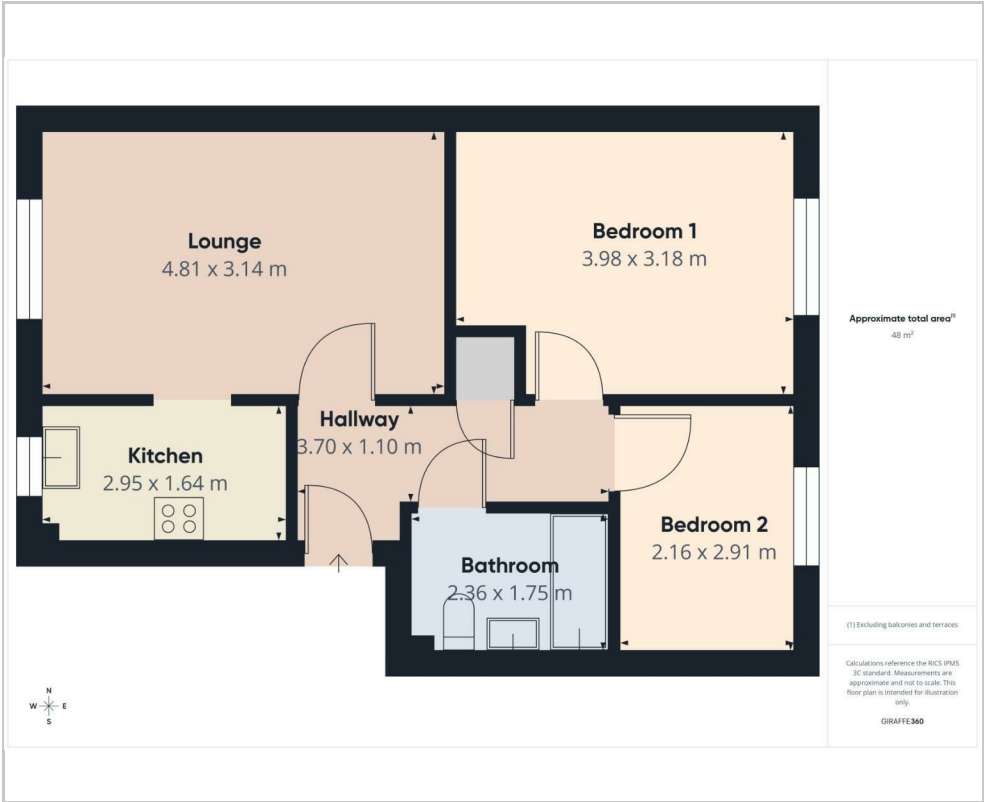 Lounge
4.81 x 3.14 m
Bedroom 1
3.98 x 3.18 m
Hallway
3.70 x 1.10 m
Kitchen
2.95 x 1.64 m
Bedroom 2
2.16 x 2.91 m
Bathroom
2.36 x 1.75 m
N
W E
S
Approximate total area(1)
48 m²
(1) Excluding balconies and terraces
Calculations reference the RICS IPMS
3C standard. Measurements are
approximate and not to scale. This
floor plan is intended for illustration
only.
GIRAFFE360